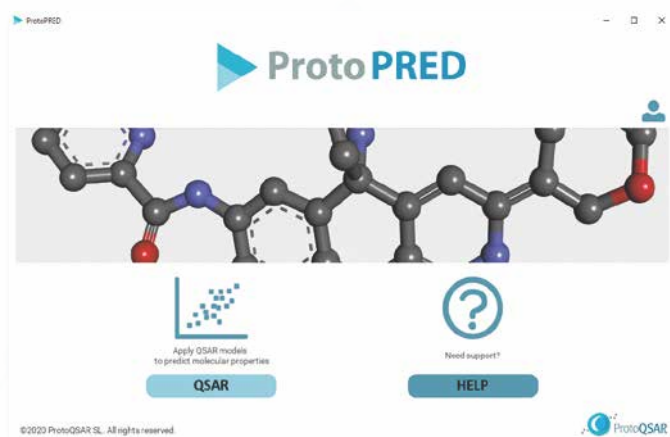 ProtoPRED
ProtoPRED
Apply QSAR models
to predict molecular properties
Need support?
QSAR
HELP
©2020 ProtoQSAR SL. All rights reserved.
ProtoQSAR